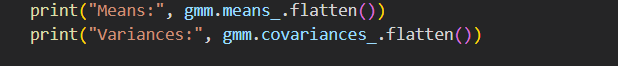 print("Means:", gmm.means_.flatten())
print("Variances:", gmm.covariances_.flatten())